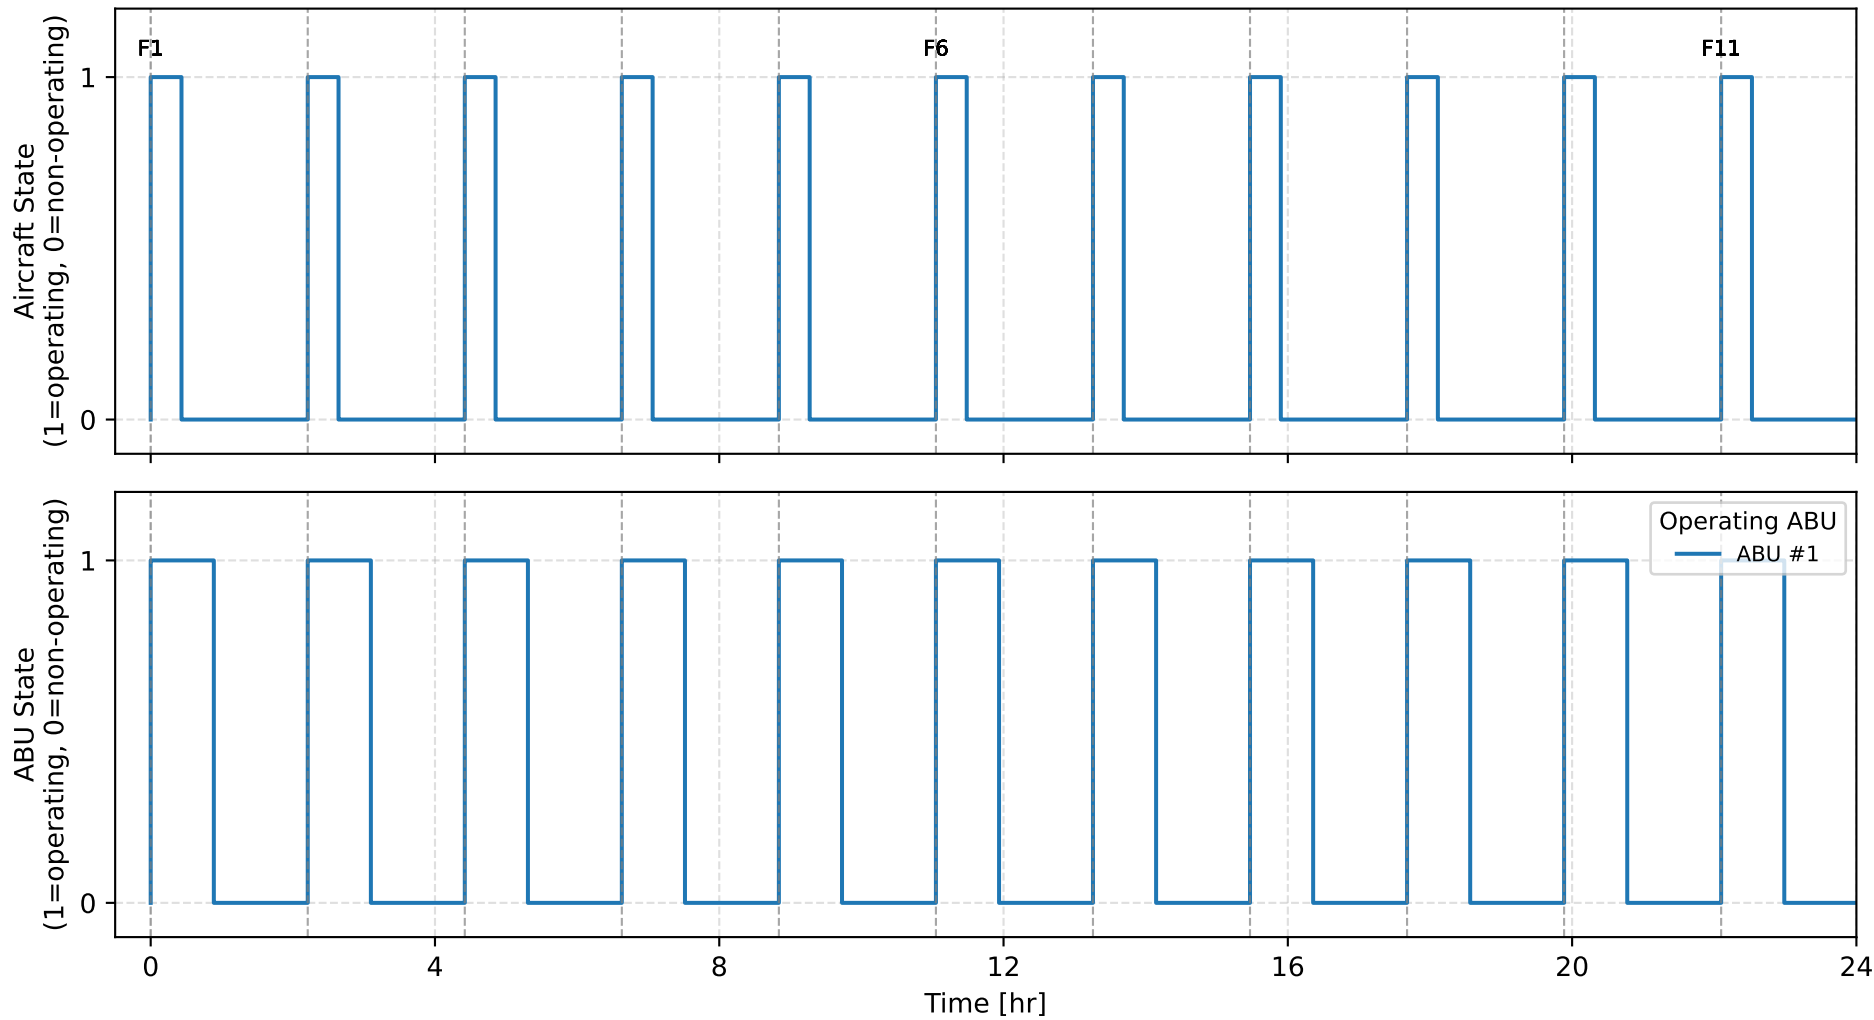 Aircraft State
(1=operating, 0=non-operating)
F1
F6
F11
1
0
ABU State
(1=operating, 0=non-operating)
Operating ABU
ABU #1
1
0
0
4
8
12
16
20
24
Time [hr]